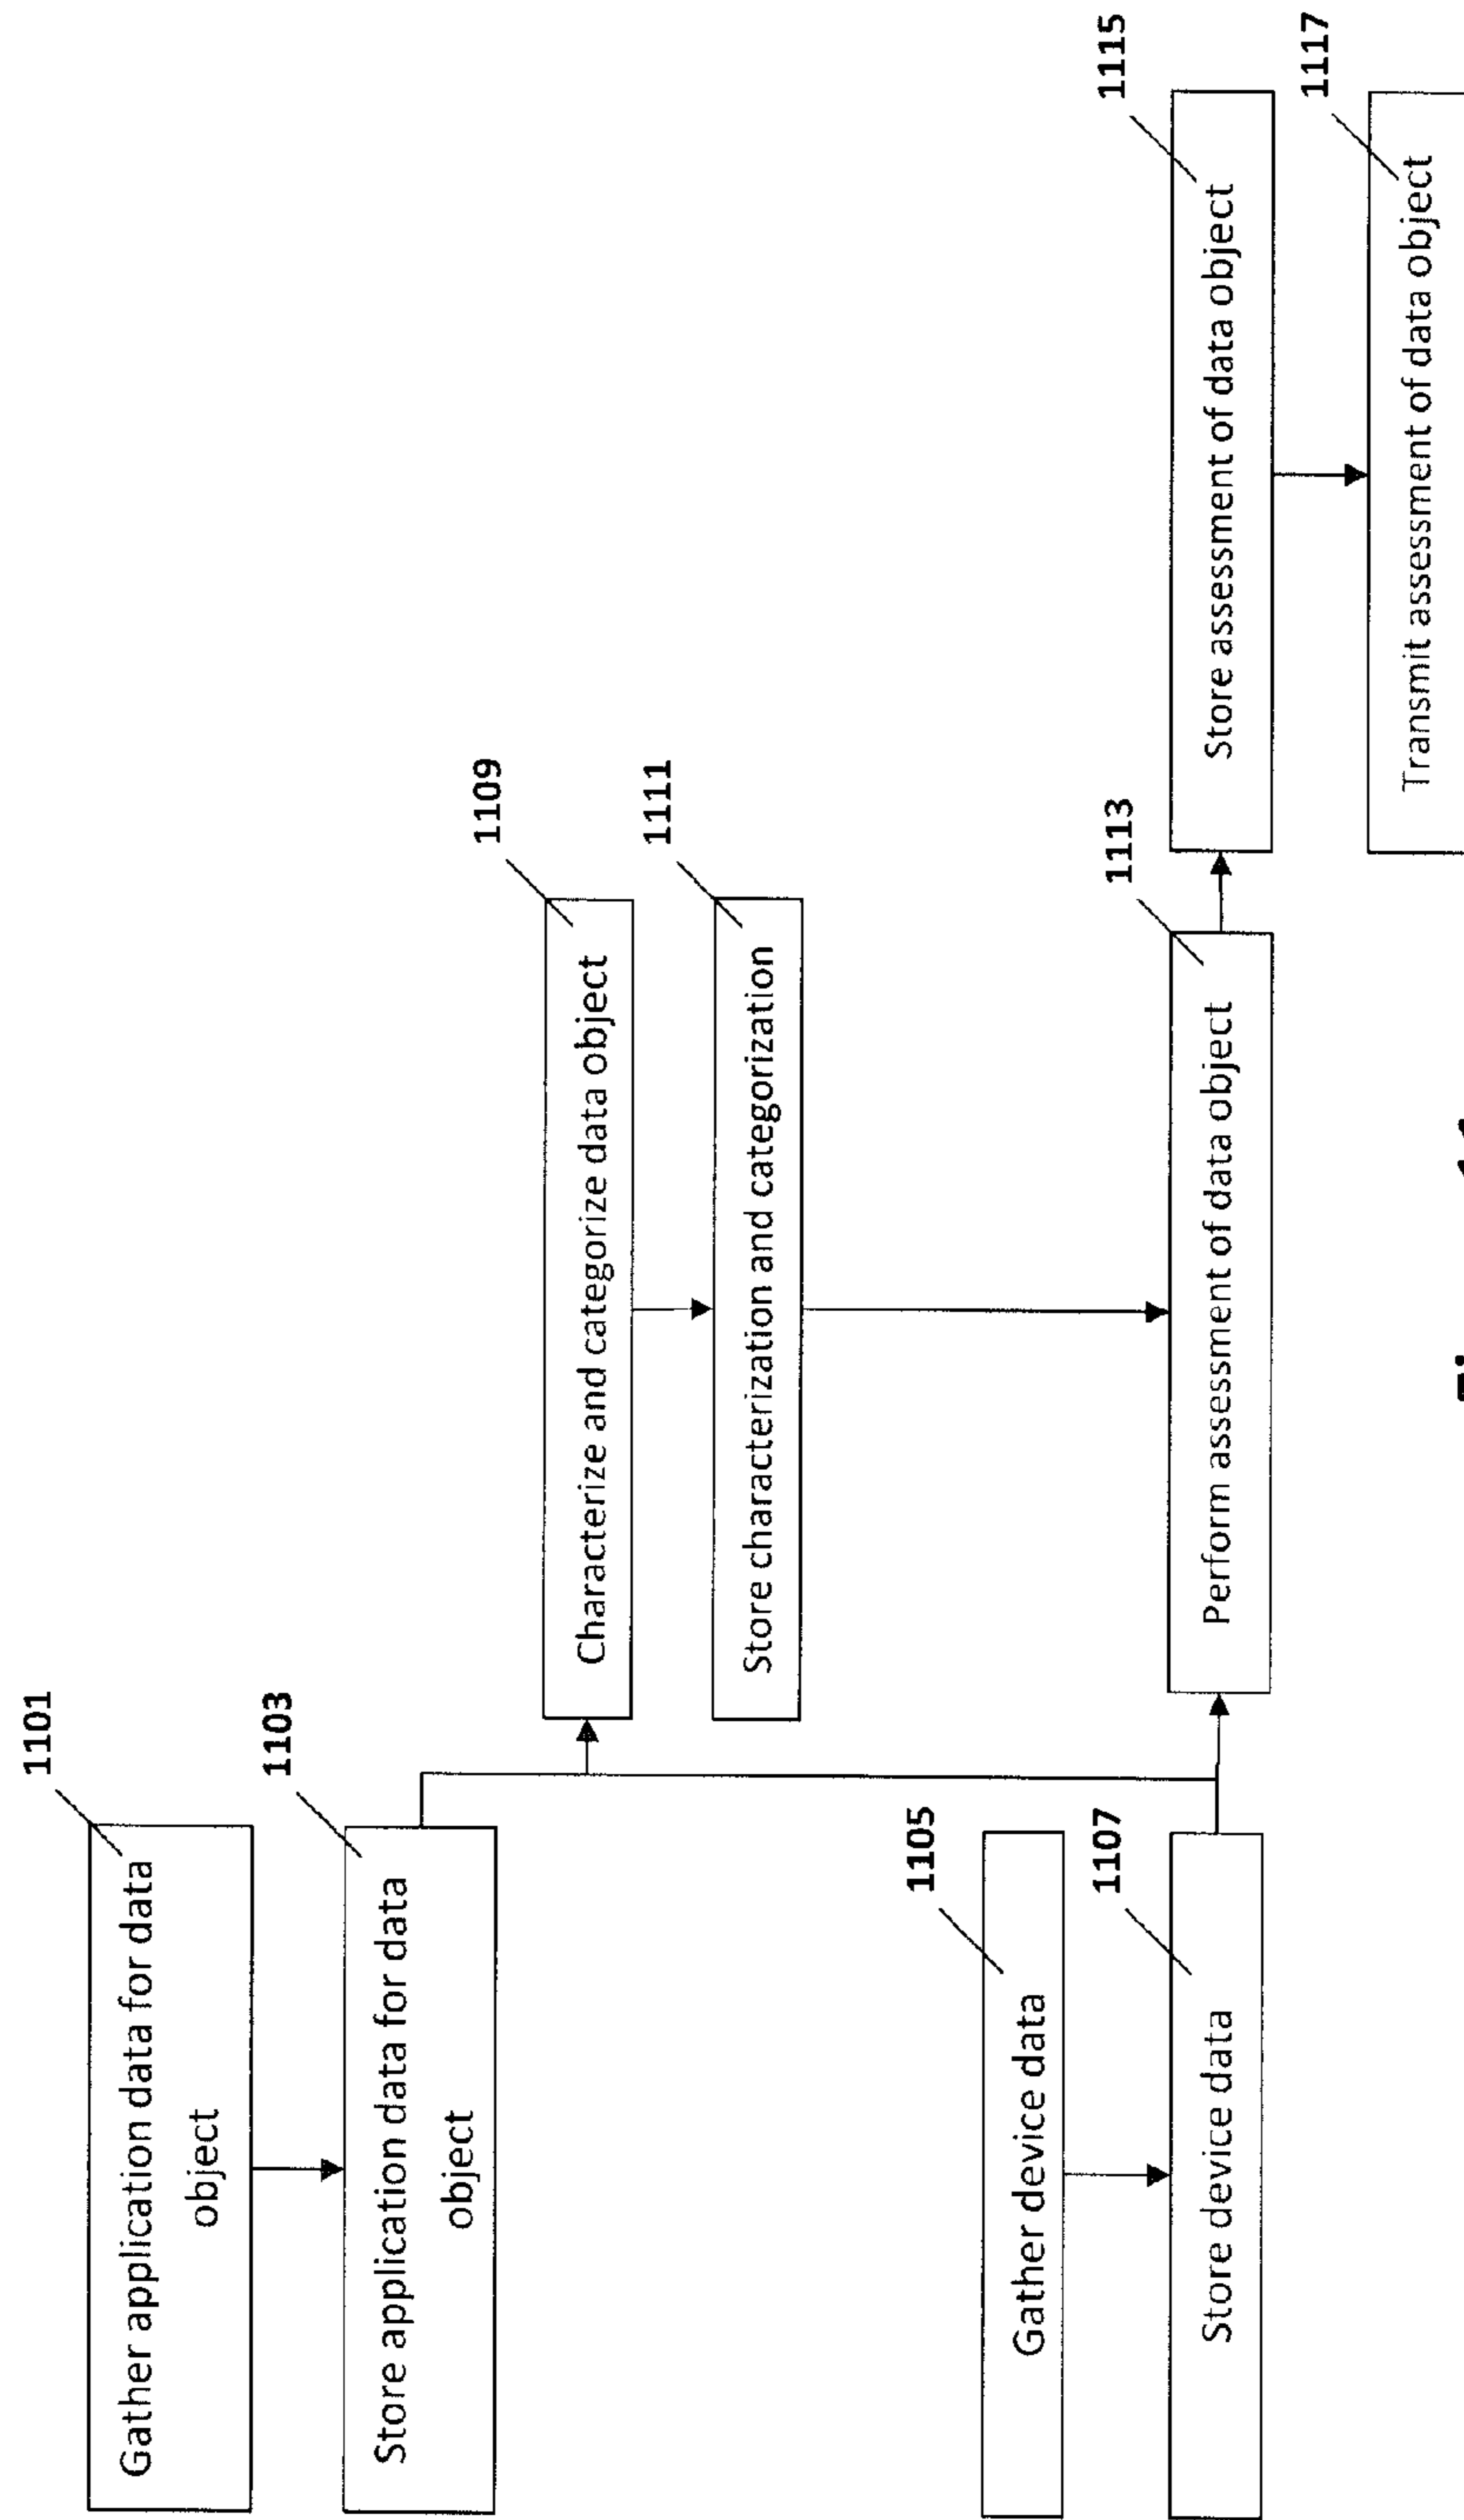 1101
Gather application data for data
object
1103
Store application data for data
object
1105
Gather device data
1107
Store device data
1109
Characterize and categorize data object
1111
Store characterization and categorization
1113
Perform assessment of data object
1115
Store assessment of data object
1117
Transmit assessment of data object